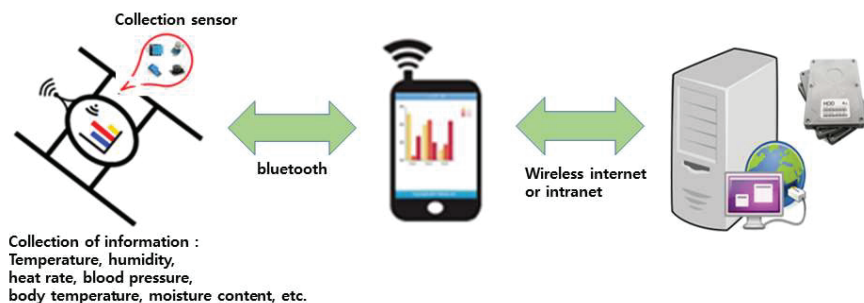 Collection sensor
bluetooth
Wireless internet
or intranet
Collection of information :
Temperature, humidity,
heat rate, blood pressure,
body temperature, moisture content, etc.
HDD